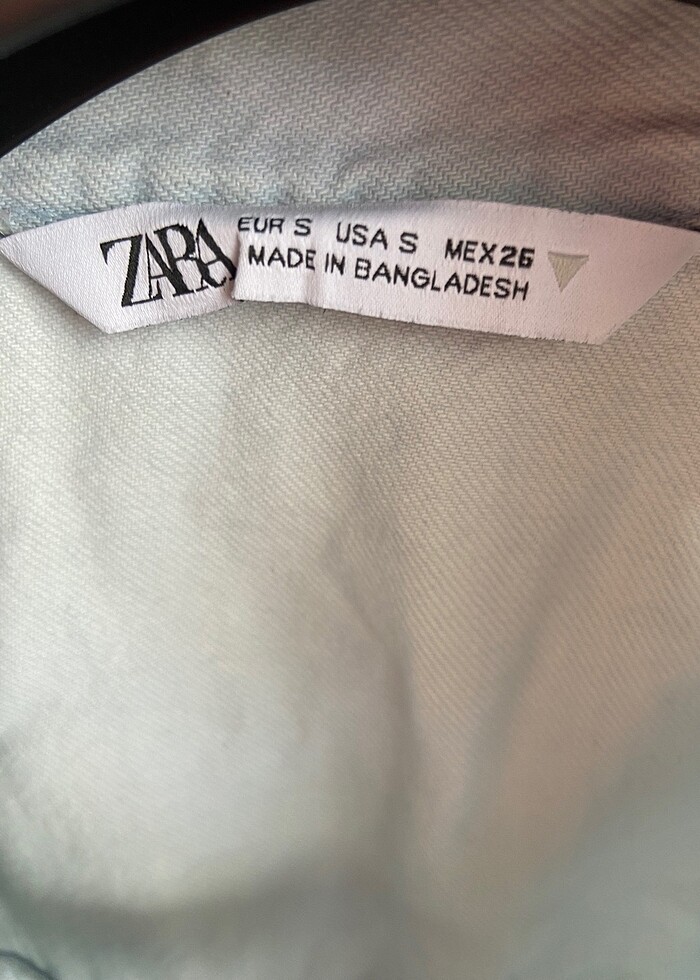 ZARA
EUR S USA S MEX 26
MADE IN BANGLADESH